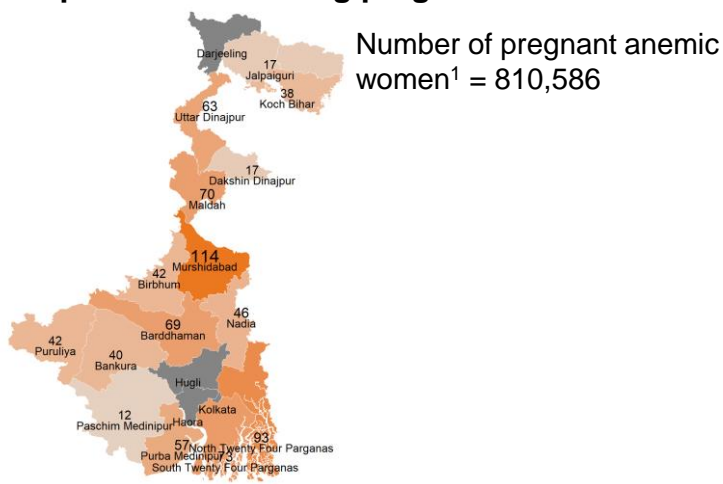 Number of pregnant anemic
women¹ = 810,586
Darjeeling
17
Jalpaiguri
38
Koch Bihar
63
Uttar Dinajpur
17
Dakshin Dinajpur
70
Maldah
114
Murshidabad
42
Birbhum
46
Nadia
69
Barddhaman
42
Puruliya
40
Bankura
Hugli
Kolkata
12
Paschim Medinipur
Haora
93
North Twenty Four Parganas
57
Purba Medinipur
73
South Twenty Four Parganas